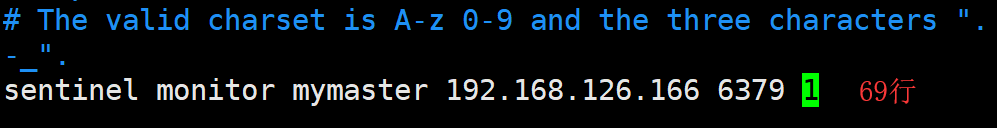 # The valid charset is A-z 0-9 and the three characters ".
-_".
sentinel monitor mymaster 192.168.126.166 6379 1 69行